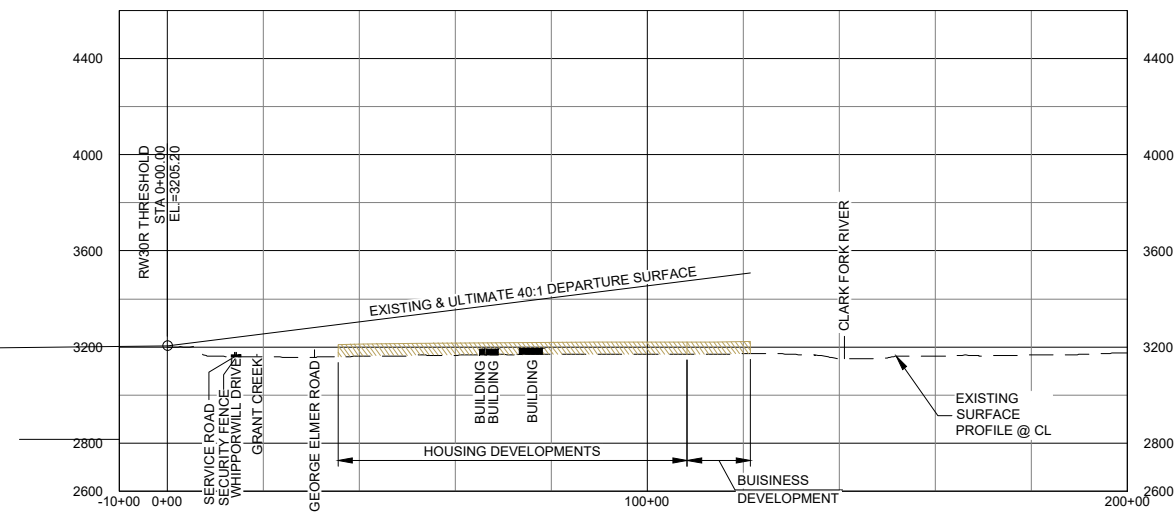 4400
4400
4000
4000
3600
3600
3200
3200
2800
2800
2600
2600
-10+00
0+00
100+00
200+00
RW30R THRESHOLD
STA 0+00.00
EL.=3205.20
EXISTING & ULTIMATE 40:1 DEPARTURE SURFACE
CLARK FORK RIVER
SERVICE ROAD
SECURITY FENCE
WHIPPORWILL DRIVE
GRANT CREEK
GEORGE ELMER ROAD
BUILDING
BUILDING
BUILDING
HOUSING DEVELOPMENTS
BUISINESS
DEVELOPMENT
EXISTING
SURFACE
PROFILE @ CL